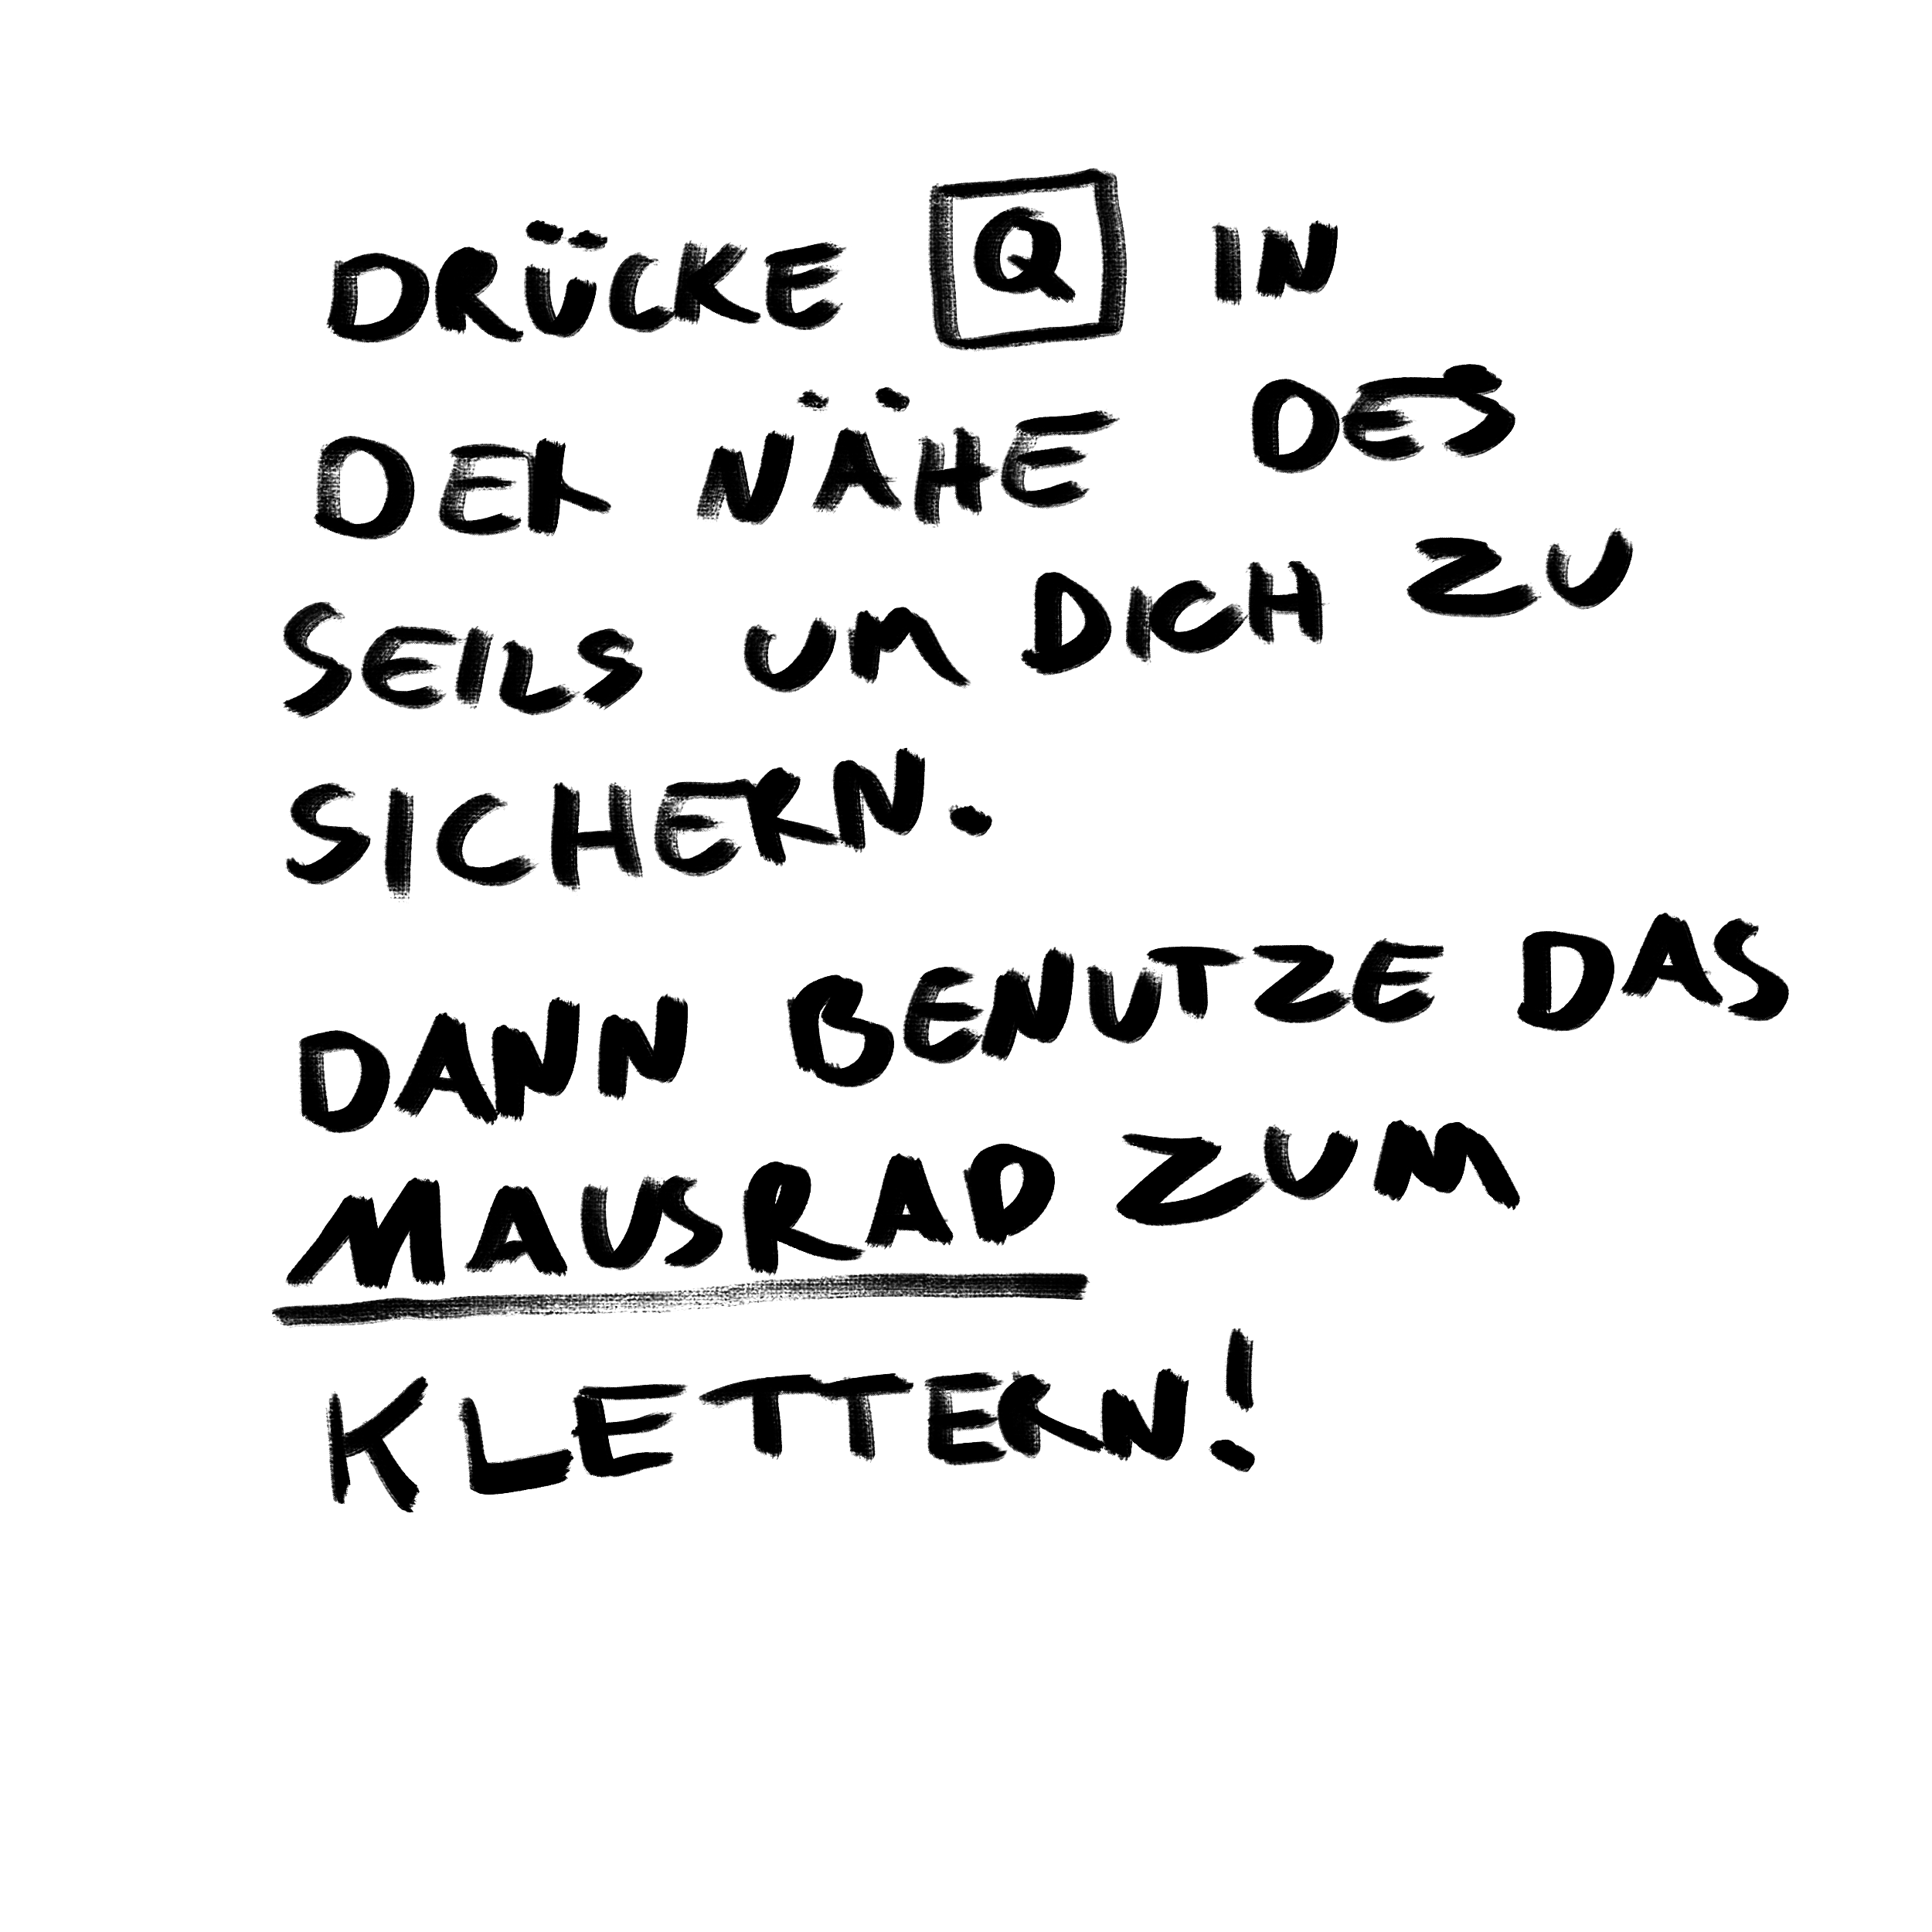 DRÜCKE Q IN
DER NÄHE DES
SEILS UM DICH ZU
SICHERN.
DANN BENUTZE DAS
MAUSRAD ZUM
KLETTERN!